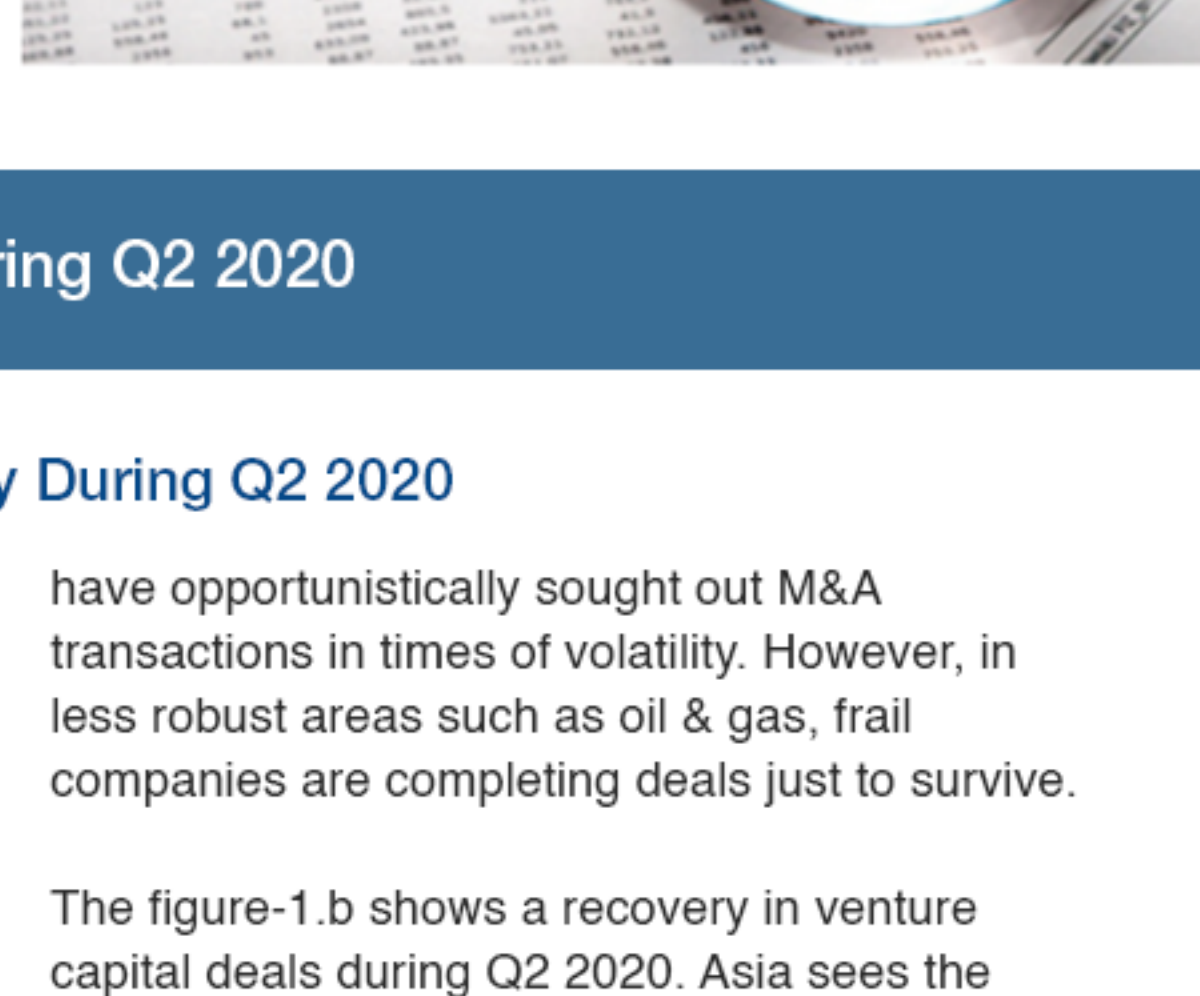 ring Q2 2020
y During Q2 2020
have opportunistically sought out M&A
transactions in times of volatility. However, in
less robust areas such as oil & gas, frail
companies are completing deals just to survive.
The figure-1.b shows a recovery in venture
capital deals during Q2 2020. Asia sees the